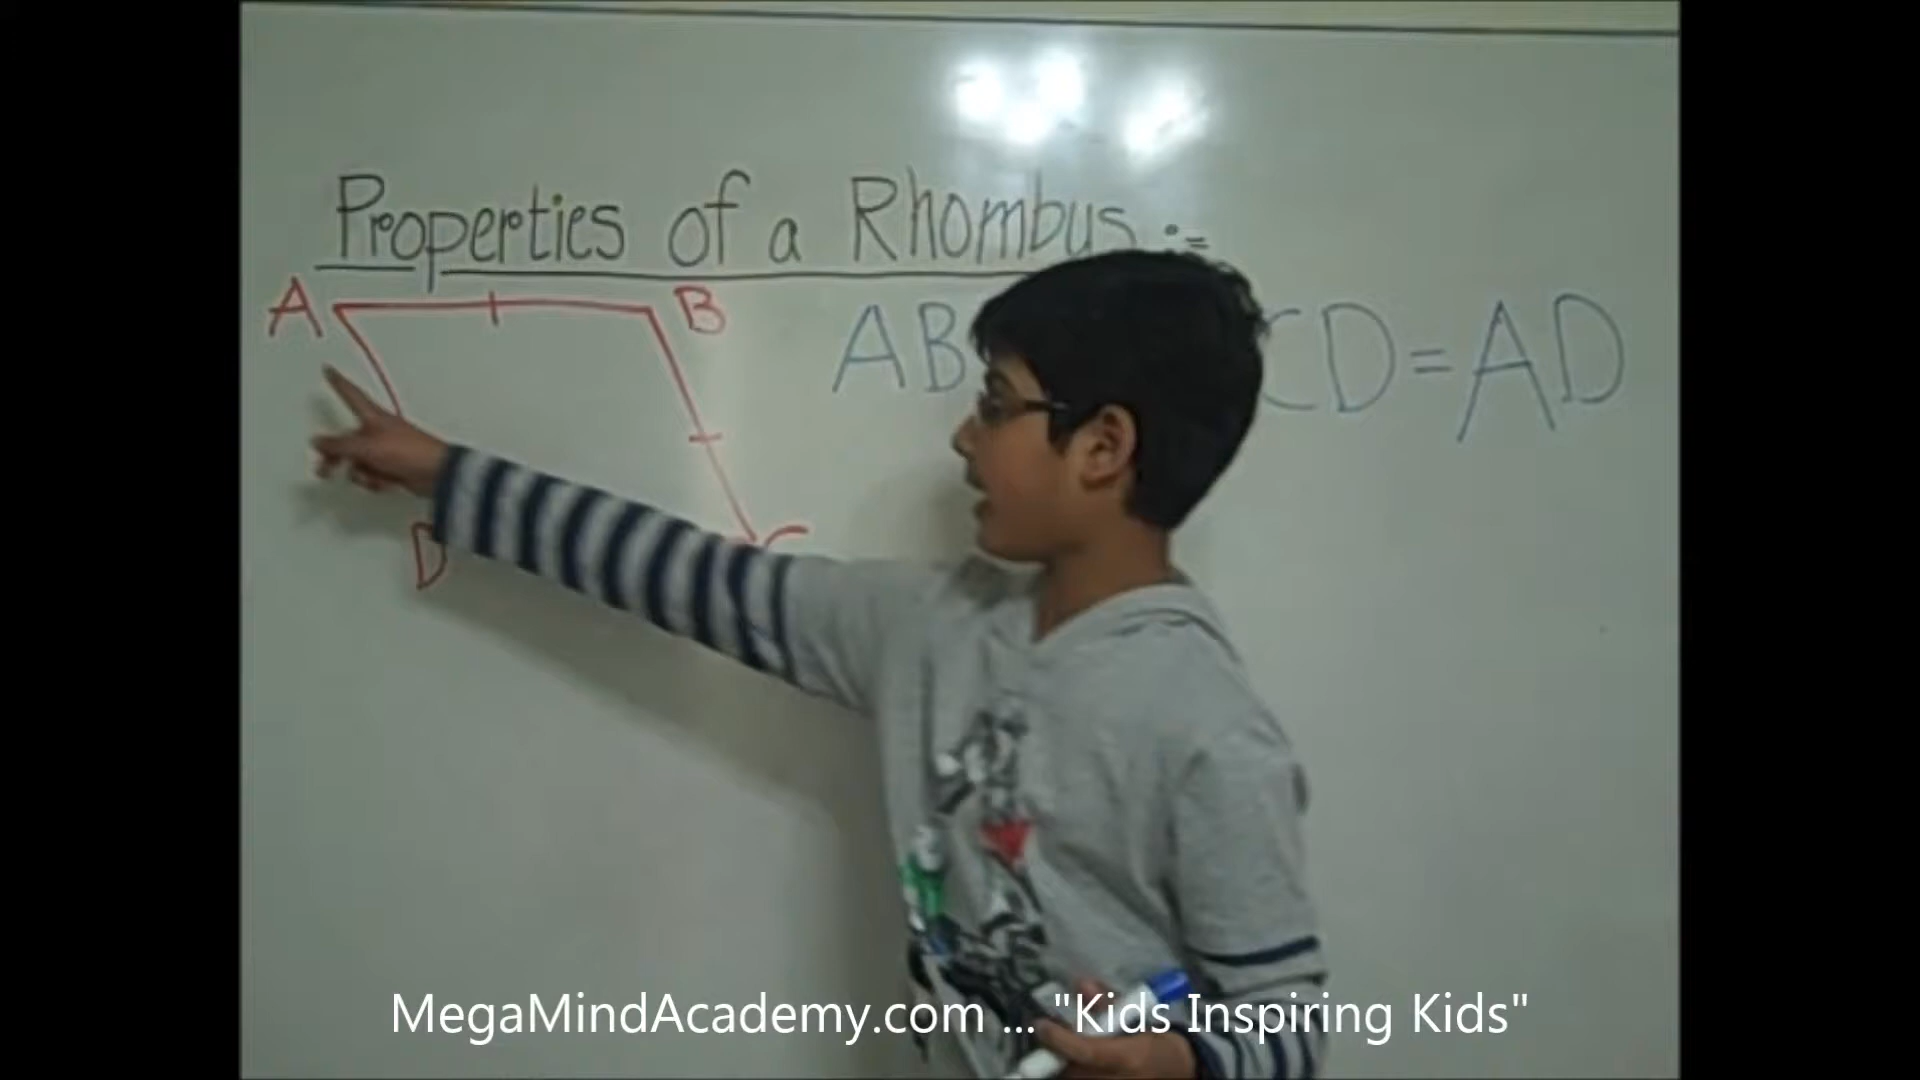 Properties of a Rhombus :=
A B
AB CD = AD
D C
MegaMindAcademy.com ... "Kids Inspiring Kids"